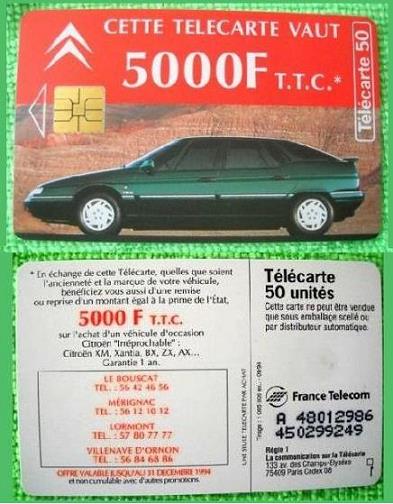 CETTE TELECARTE VAUT
5000F T.T.C.*
Télécarte 50
* En échange de cette Télécarte, quelles que soient
l'ancienneté et la marque de votre véhicule,
bénéficiez vous aussi d'une remise
ou reprise d'un montant égal à la prime de l'État,
5000 F T.T.C.
sur l'achat d'un véhicule d'occasion
Citroën "Inéprochable" :
Citroën XM, Xantia, BX, ZX, AX...
Garantie 1 an.
LE BOUSCAT
TEL. : 56 42 46 56
MÉRIGNAC
TEL. : 56 12 10 12
LORMONT
TEL. : 57 80 77 77
VILLENAVE D'ORNON
TEL. : 56 84 68 86
OFFRE VALABLE JUSQU'AU 31 DECEMBRE 1994
et non cumulable avec d'autres promotions.
Télécarte
50 unités
Cette carte ne peut être vendue
que sous emballage scellé ou
par distributeur automatique.
France Telecom
A 48012986
450299249
Régie T
La communication sur la Télécarte
133 av. des Champs-Elysées
75409 Paris Cedex 08